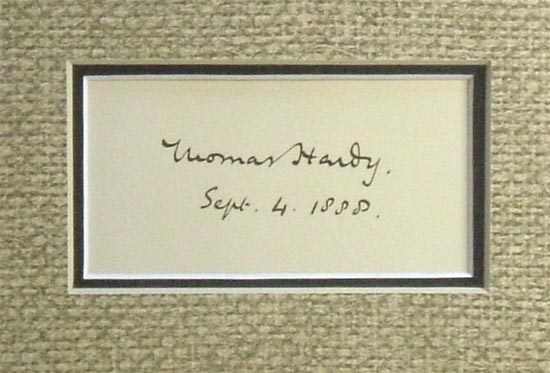 Thomas Hardy.
Sept. 4. 1888.